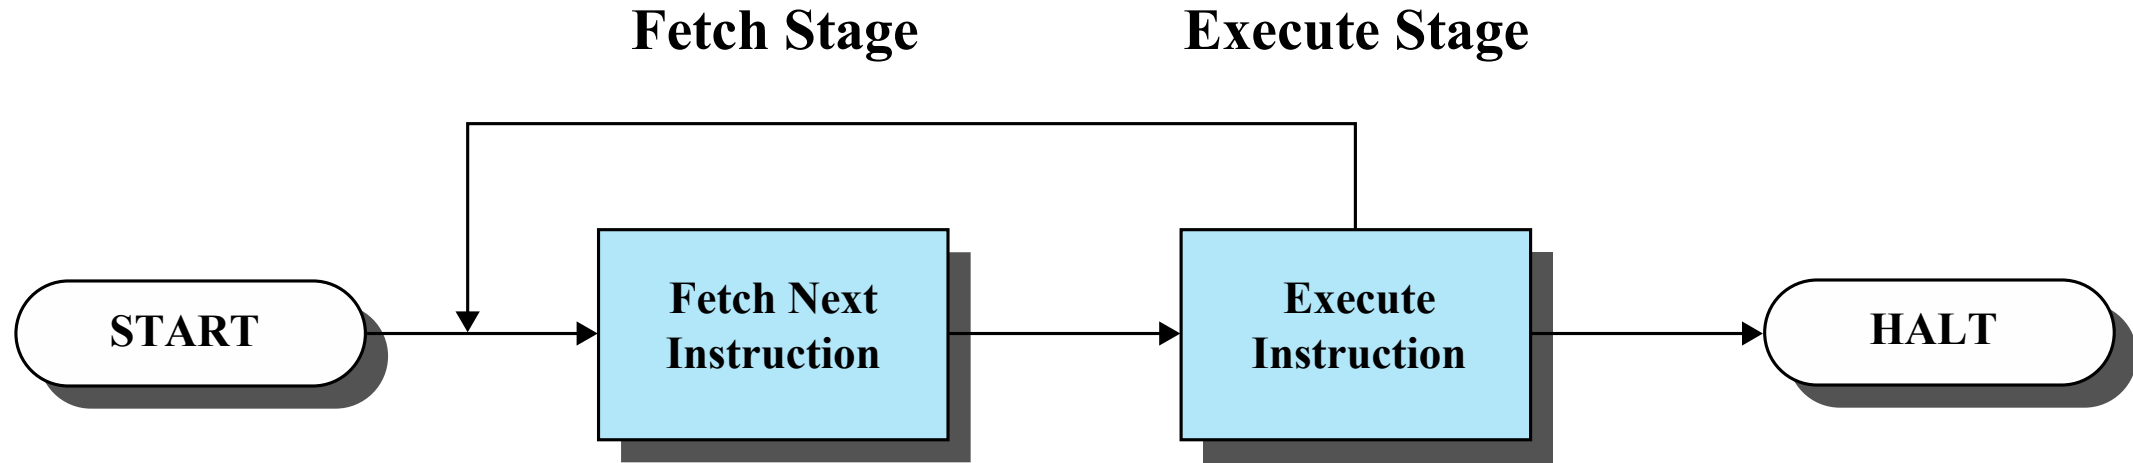 Fetch Stage
Execute Stage
START
Fetch Next
Instruction
Execute
Instruction
HALT